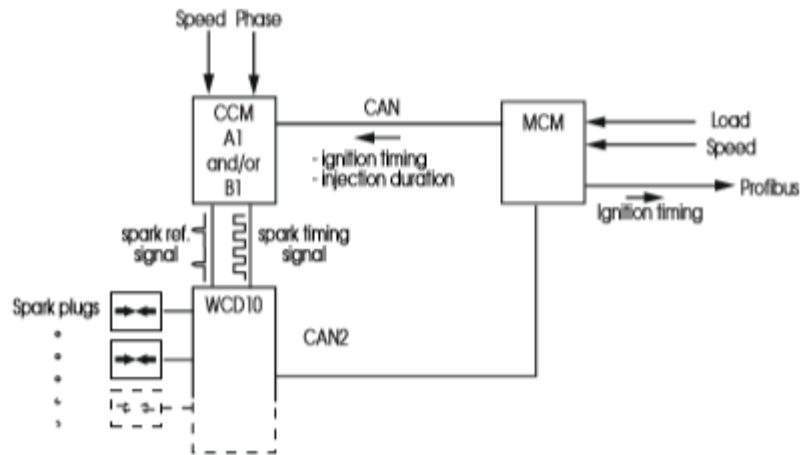 Speed Phase
CCM
A1
and/or
B1
CAN
- ignition timing
- injection duration
MCM
Load
Speed
Profibus
Ignition timing
spark ref.
signal
spark timing
signal
Spark plugs
WCD10
CAN2